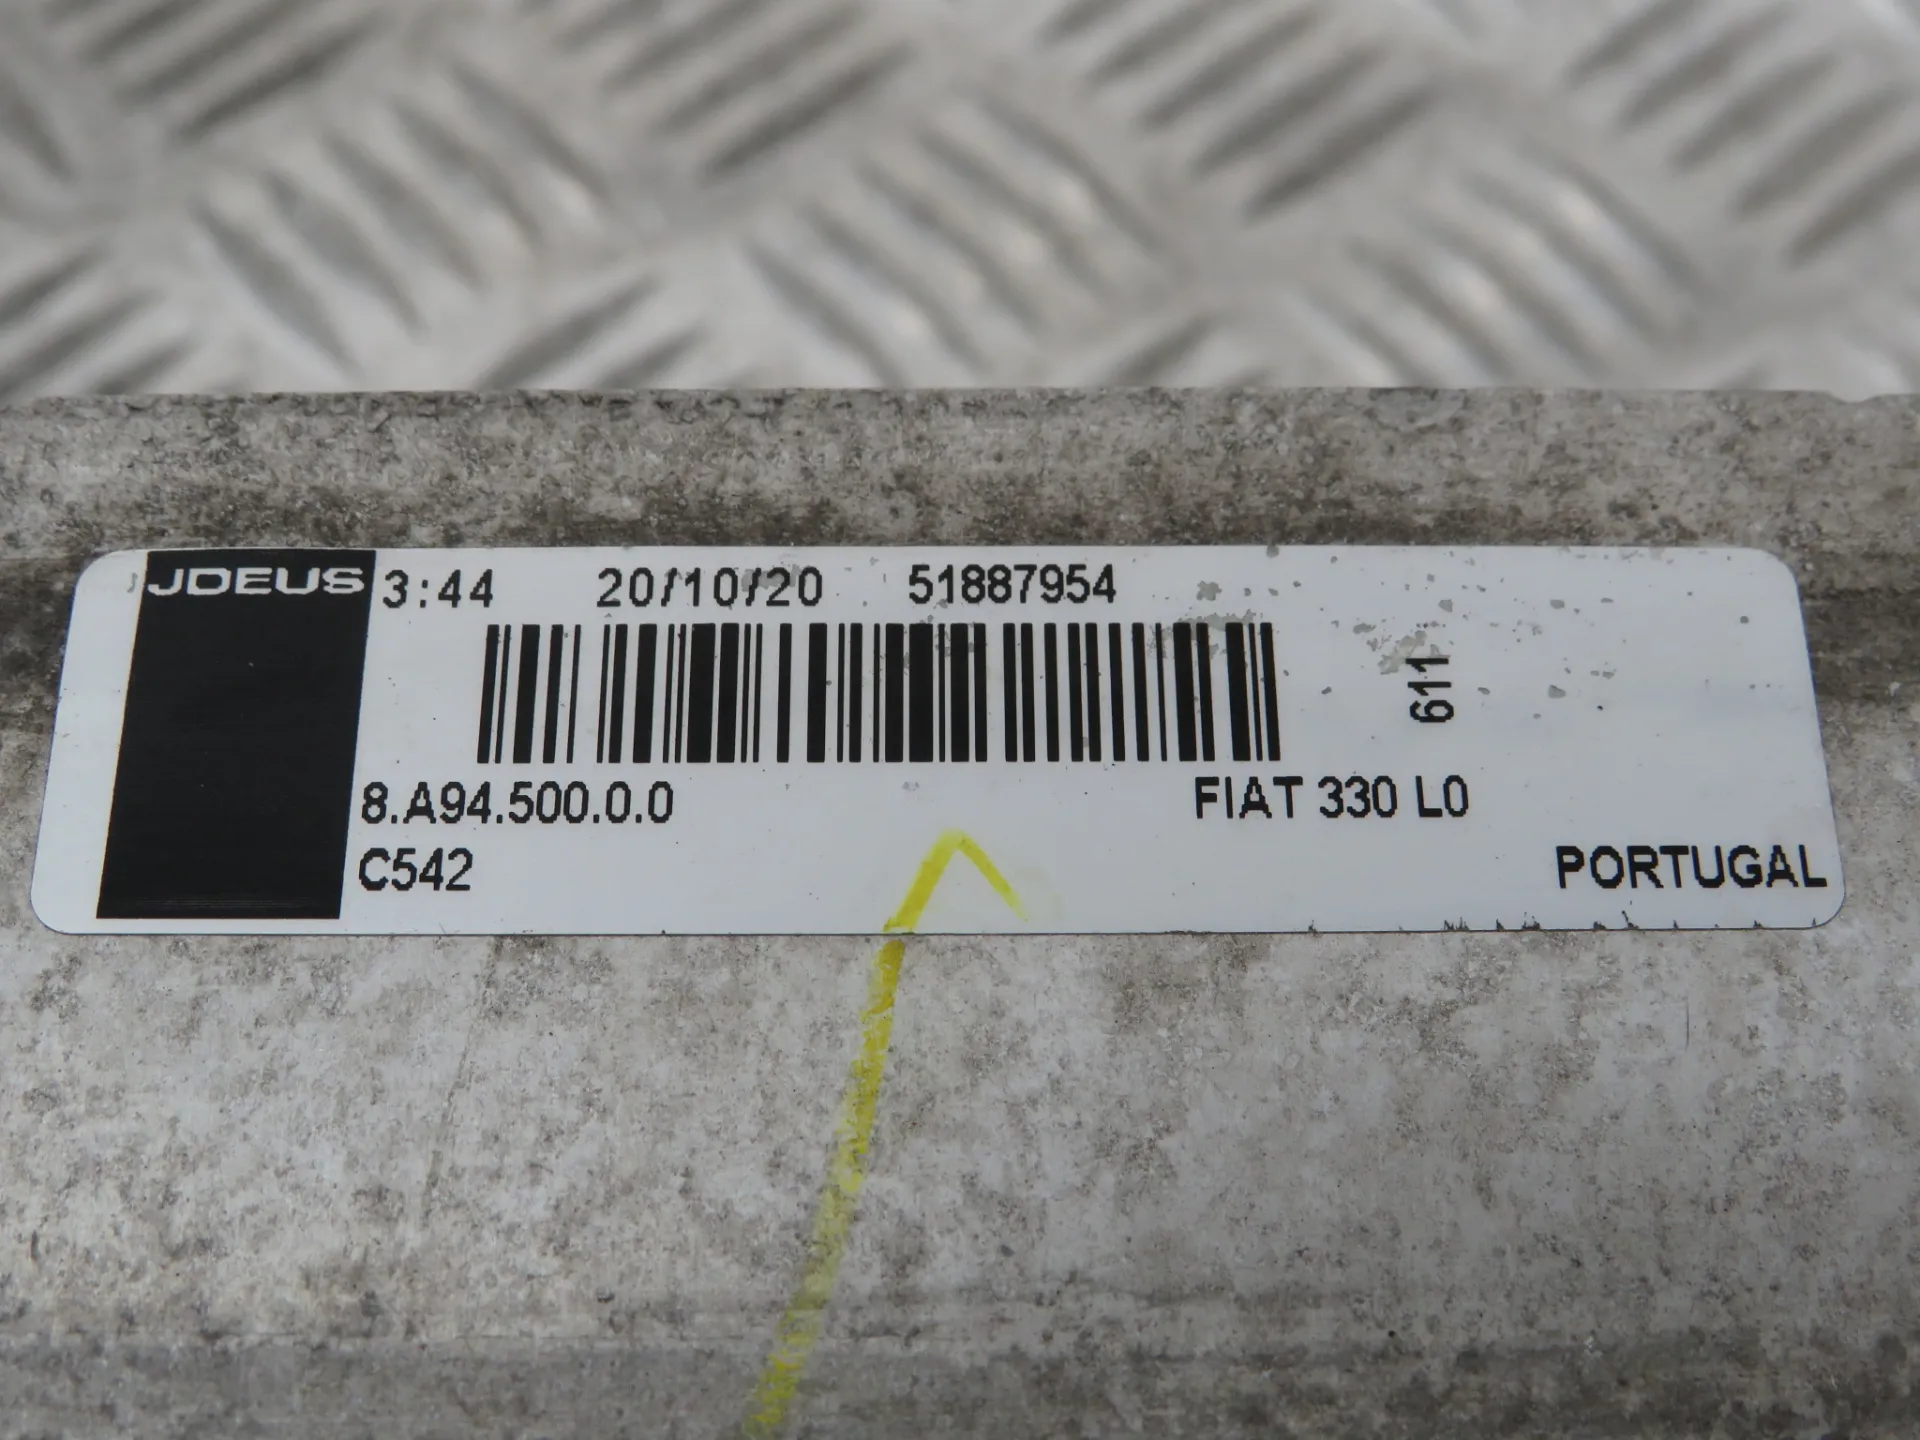 JDEUS 3:44 20/10/20 51887954
611
8.A94.500.0.0 FIAT 330 L0
C542 PORTUGAL